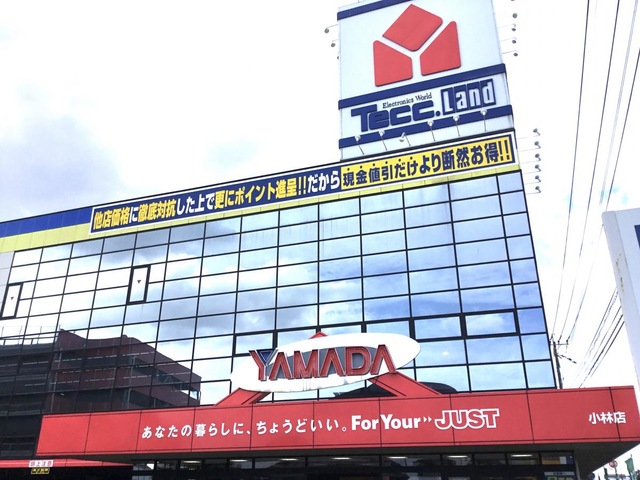 Electronics World
Tecc.Land
他店価格に徹底対抗した上で更にポイント進呈!!だから現金値引だけより断然お得!!
YAMADA
あなたの暮らしに、ちょうどいい。For Your JUST
小林店